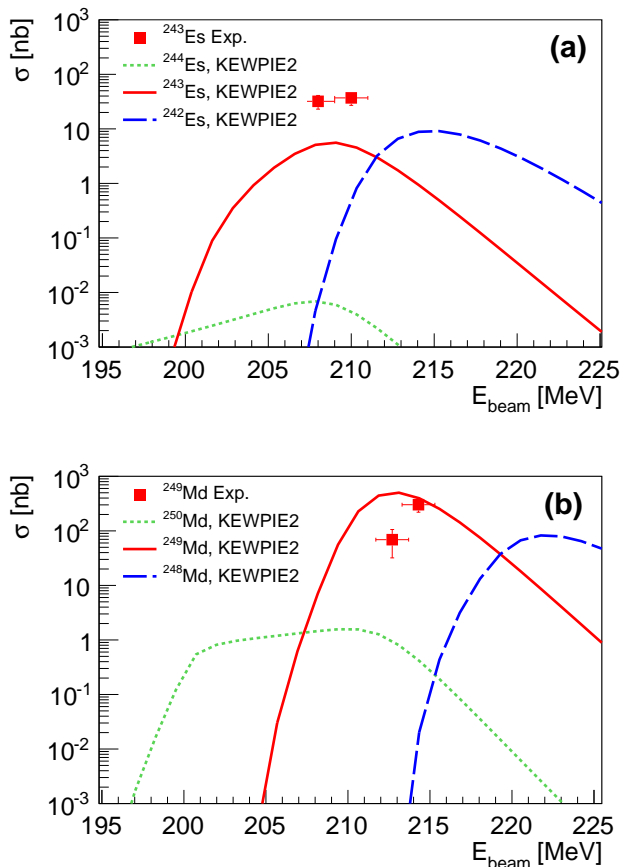 σ [nb]
(a)
²⁴³Es Exp.
²⁴⁴Es, KEWPIE2
²⁴³Es, KEWPIE2
²⁴²Es, KEWPIE2
10³
10²
10
1
10⁻¹
10⁻²
10⁻³
195 200 205 210 215 220 225
E_beam [MeV]
σ [nb]
(b)
²⁴⁹Md Exp.
²⁵⁰Md, KEWPIE2
²⁴⁹Md, KEWPIE2
²⁴⁸Md, KEWPIE2
10³
10²
10
1
10⁻¹
10⁻²
10⁻³
195 200 205 210 215 220 225
E_beam [MeV]